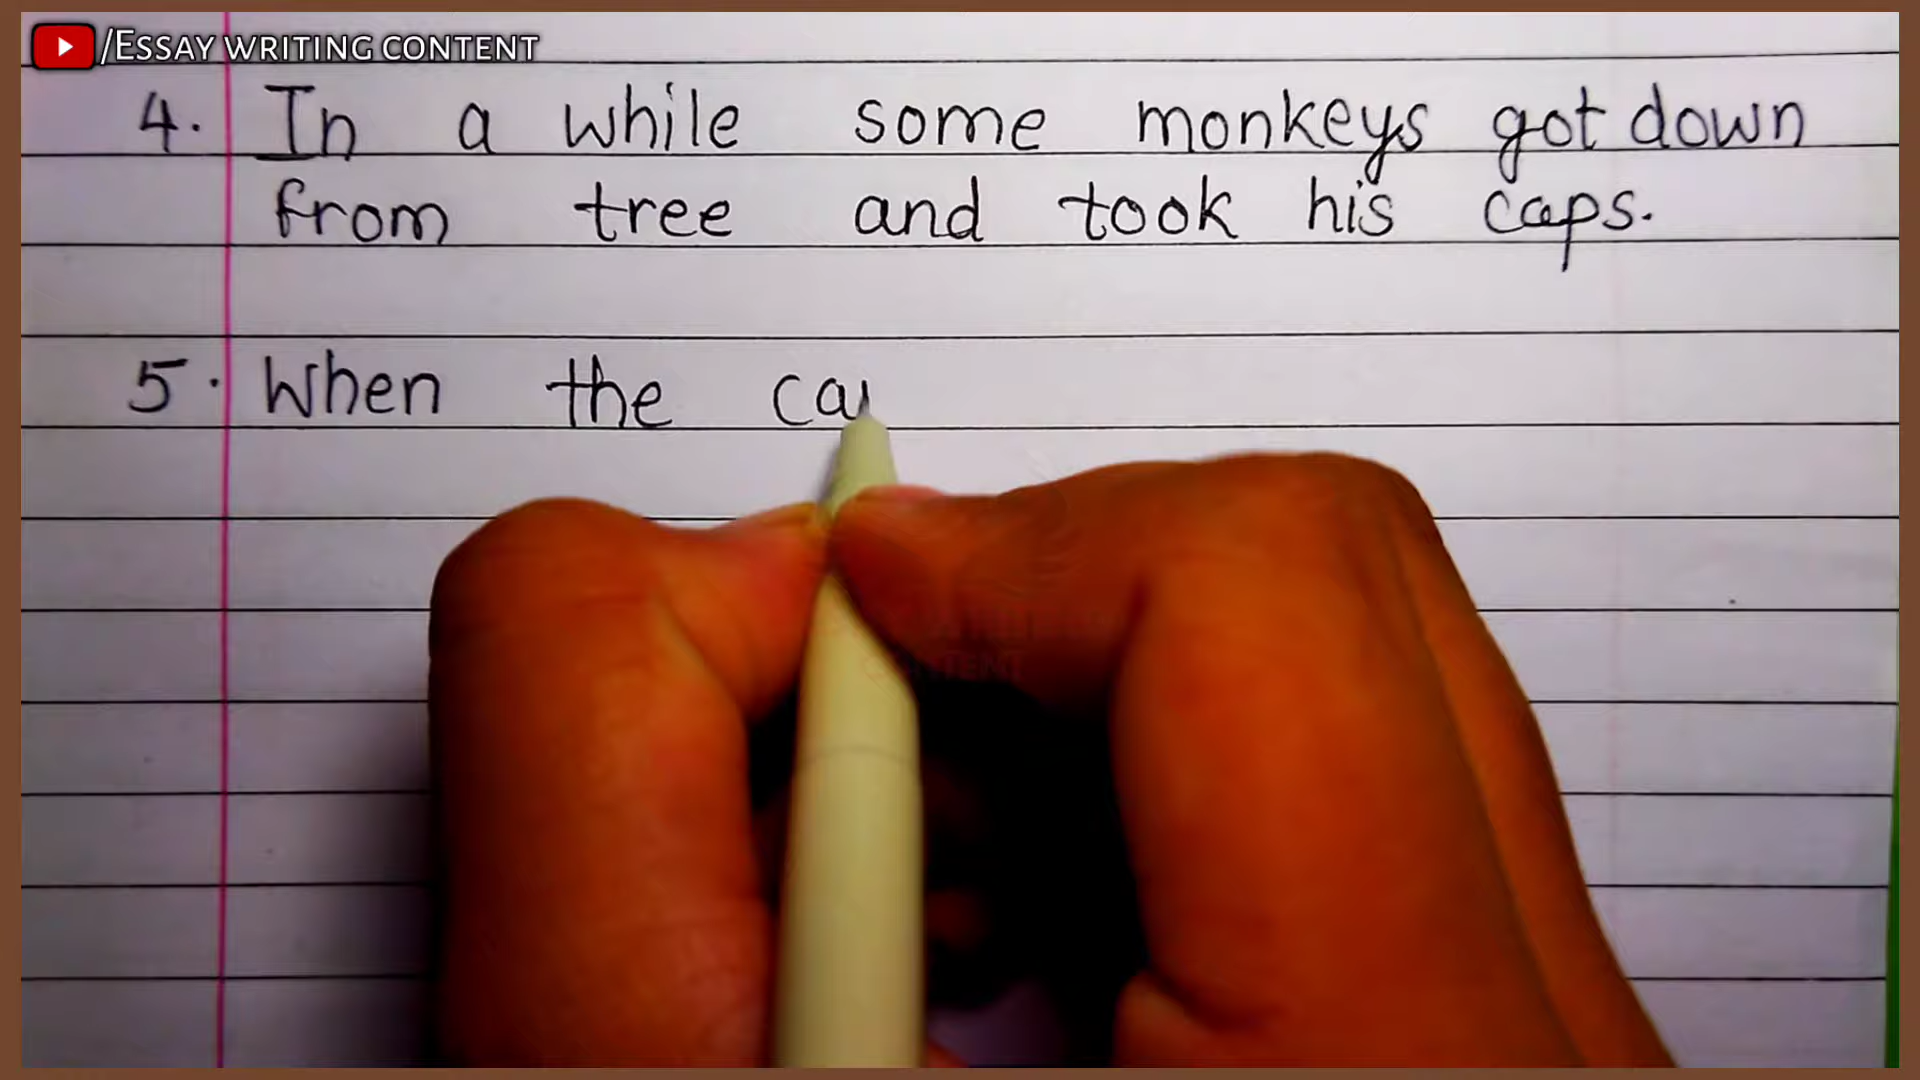 /ESSAY WRITING CONTENT
4. In a while some monkeys got down
from tree and took his caps.
5. When the ca